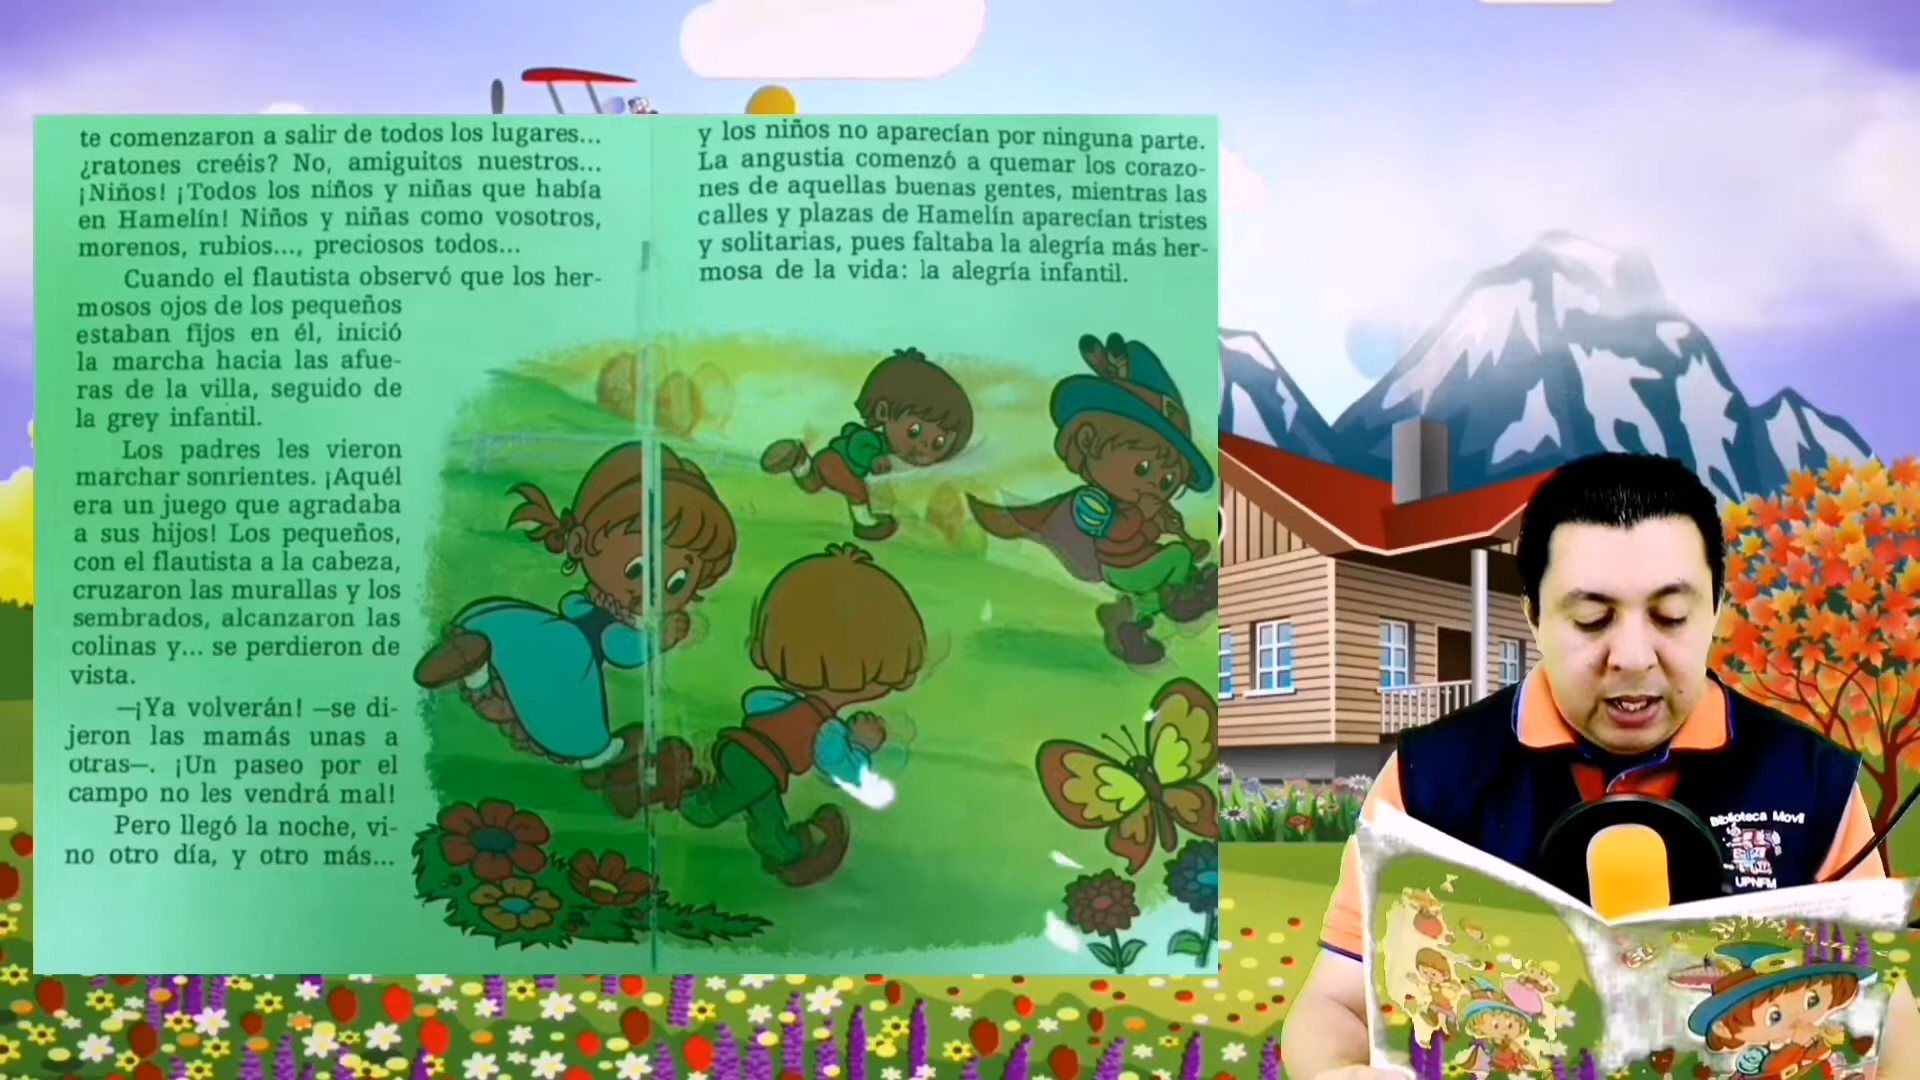 te comenzaron a salir de todos los lugares...
¿ratones creéis? No, amiguitos nuestros...
¡Niños! ¡Todos los niños y niñas que había
en Hamelín! Niños y niñas como vosotros,
morenos, rubios..., preciosos todos...
Cuando el flautista observó que los her-
mosos ojos de los pequeños
estaban fijos en él, inició
la marcha hacia las afue-
ras de la villa, seguido de
la grey infantil.
Los padres les vieron
marchar sonrientes. ¡Aquél
era un juego que agradaba
a sus hijos! Los pequeños,
con el flautista a la cabeza,
cruzaron las murallas y los
sembrados, alcanzaron las
colinas y... se perdieron de
vista.
—¡Ya volverán! —se di-
jeron las mamás unas a
otras—. ¡Un paseo por el
campo no les vendrá mal!
Pero llegó la noche, vi-
no otro día, y otro más...
y los niños no aparecían por ninguna parte.
La angustia comenzó a quemar los corazo-
nes de aquellas buenas gentes, mientras las
calles y plazas de Hamelín aparecían tristes
y solitarias, pues faltaba la alegría más her-
mosa de la vida: la alegría infantil.
Biblioteca Movil
UPNFM